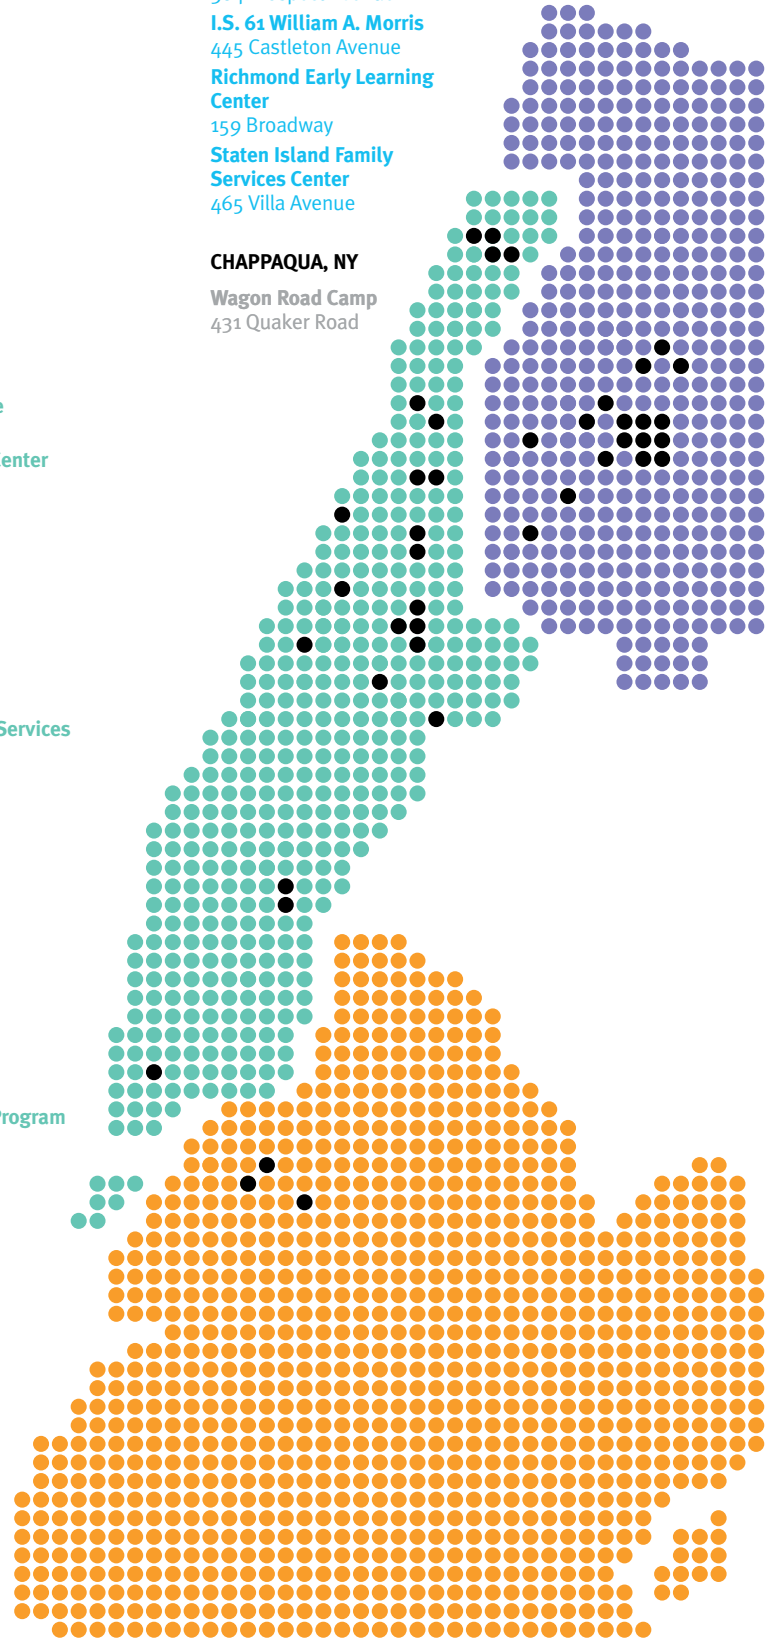 I.S. 61 William A. Morris
445 Castleton Avenue
Richmond Early Learning
Center
159 Broadway
Staten Island Family
Services Center
465 Villa Avenue
CHAPPAQUA, NY
Wagon Road Camp
431 Quaker Road
e
enter
Services
Program